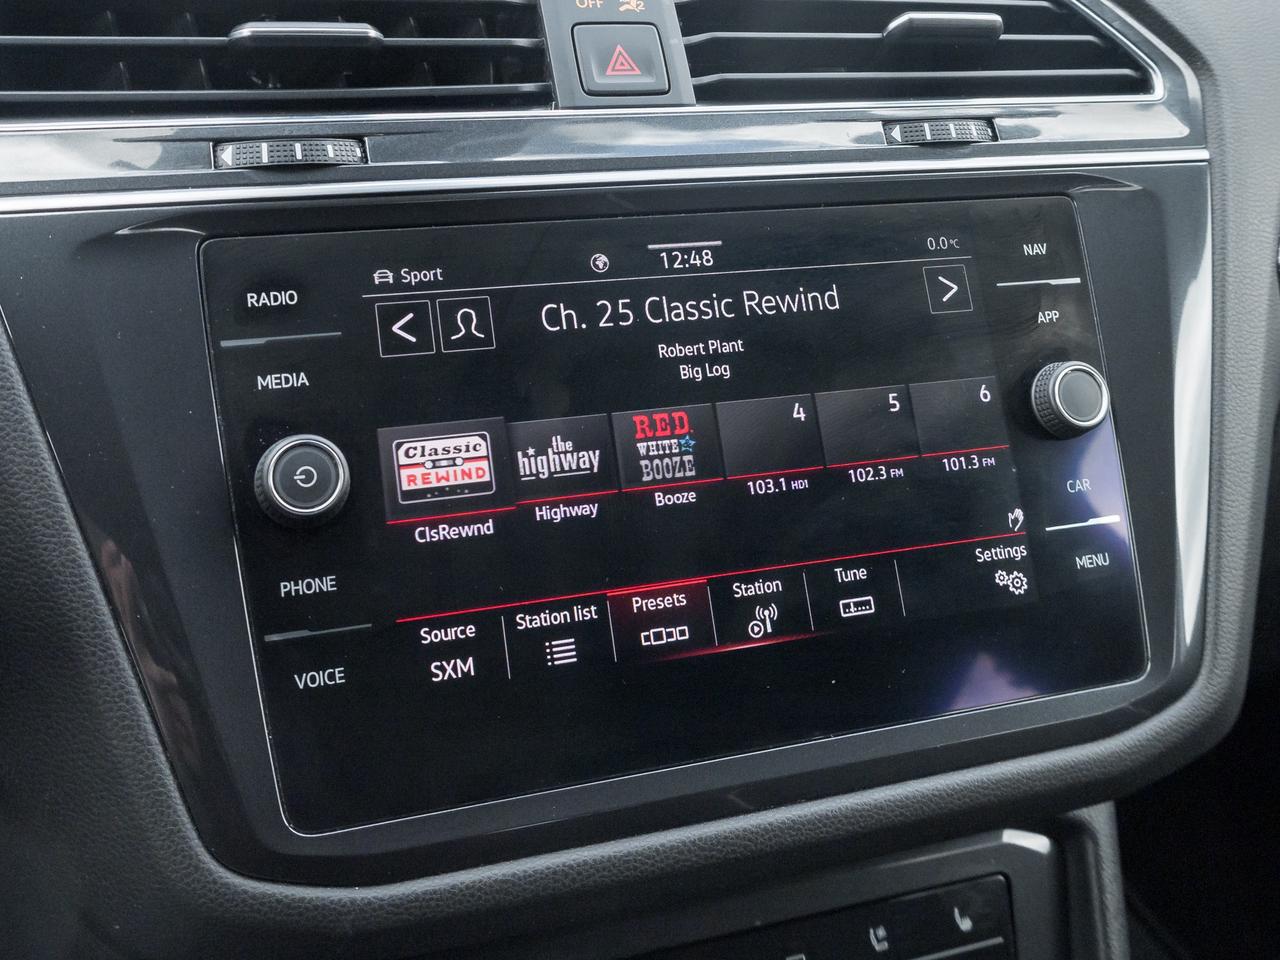 OFF
RADIO
MEDIA
PHONE
VOICE
Sport
12:48
0.0°C
Ch. 25 Classic Rewind
Robert Plant
Big Log
Classic
REWIND
the
highway
RED
WHITE
BOOZE
4
5
6
ClsRewnd
Highway
Booze
103.1 HD1
102.3 FM
101.3 FM
Source
SXM
Station list
Presets
Station
Tune
Settings
NAV
APP
CAR
MENU